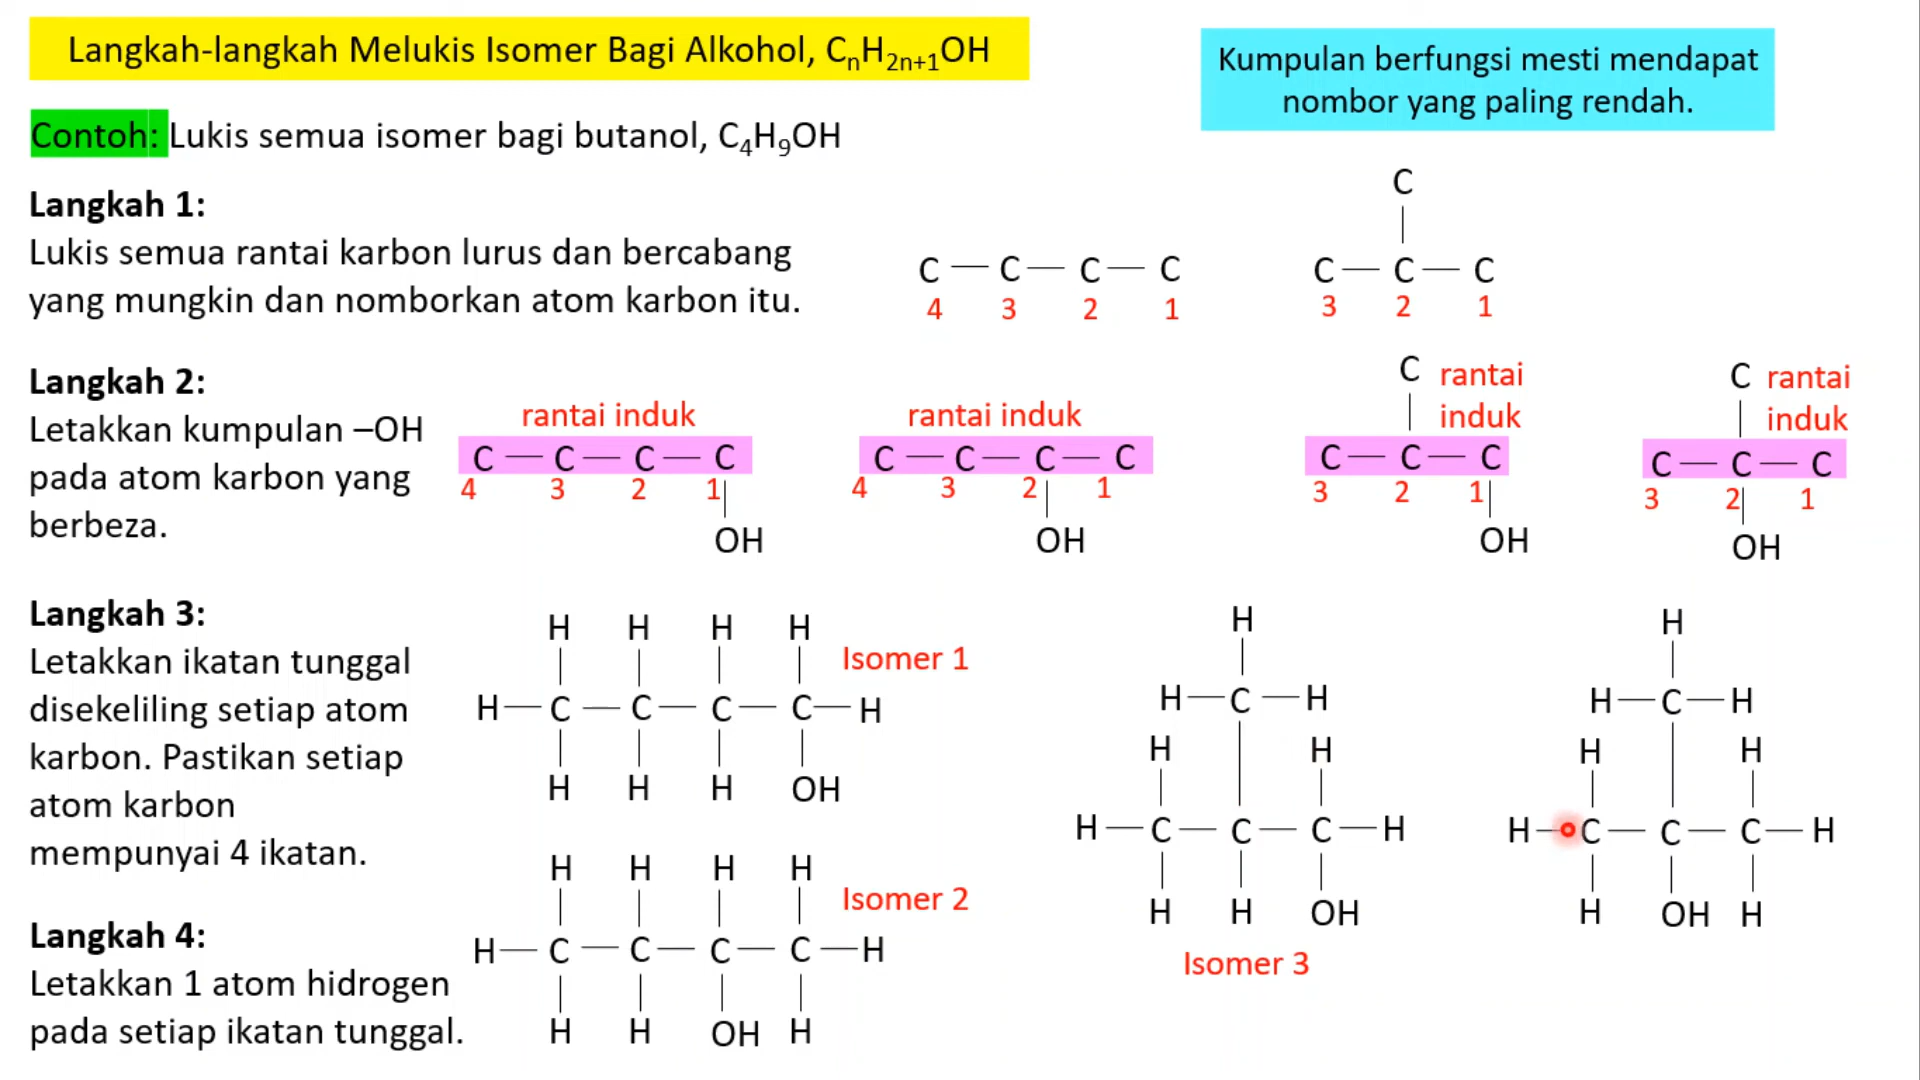 Langkah-langkah Melukis Isomer Bagi Alkohol, CₙH₂ₙ₊₁OH
Kumpulan berfungsi mesti mendapat
nombor yang paling rendah.
Contoh: Lukis semua isomer bagi butanol, C₄H₉OH
Langkah 1:
Lukis semua rantai karbon lurus dan bercabang
yang mungkin dan nomborkan atom karbon itu.
C — C — C — C
4 3 2 1
C
C — C — C
3 2 1
Langkah 2:
Letakkan kumpulan –OH
pada atom karbon yang
berbeza.
rantai induk
C — C — C — C
4 3 2 1
OH
rantai induk
C — C — C — C
4 3 2 1
OH
C rantai
induk
C — C — C
3 2 1
OH
C rantai
induk
C — C — C
3 2 1
OH
Langkah 3:
Letakkan ikatan tunggal
disekeliling setiap atom
karbon. Pastikan setiap
atom karbon
mempunyai 4 ikatan.
Langkah 4:
Letakkan 1 atom hidrogen
pada setiap ikatan tunggal.
H H H H
Isomer 1
H — C — C — C — C — H
H H H OH
H H H H
Isomer 2
H — C — C — C — C — H
H H OH H
H
H — C — H
H H
H — C — C — C — H
H H OH
Isomer 3
H
H — C — H
H H
H — C — C — C — H
H OH H